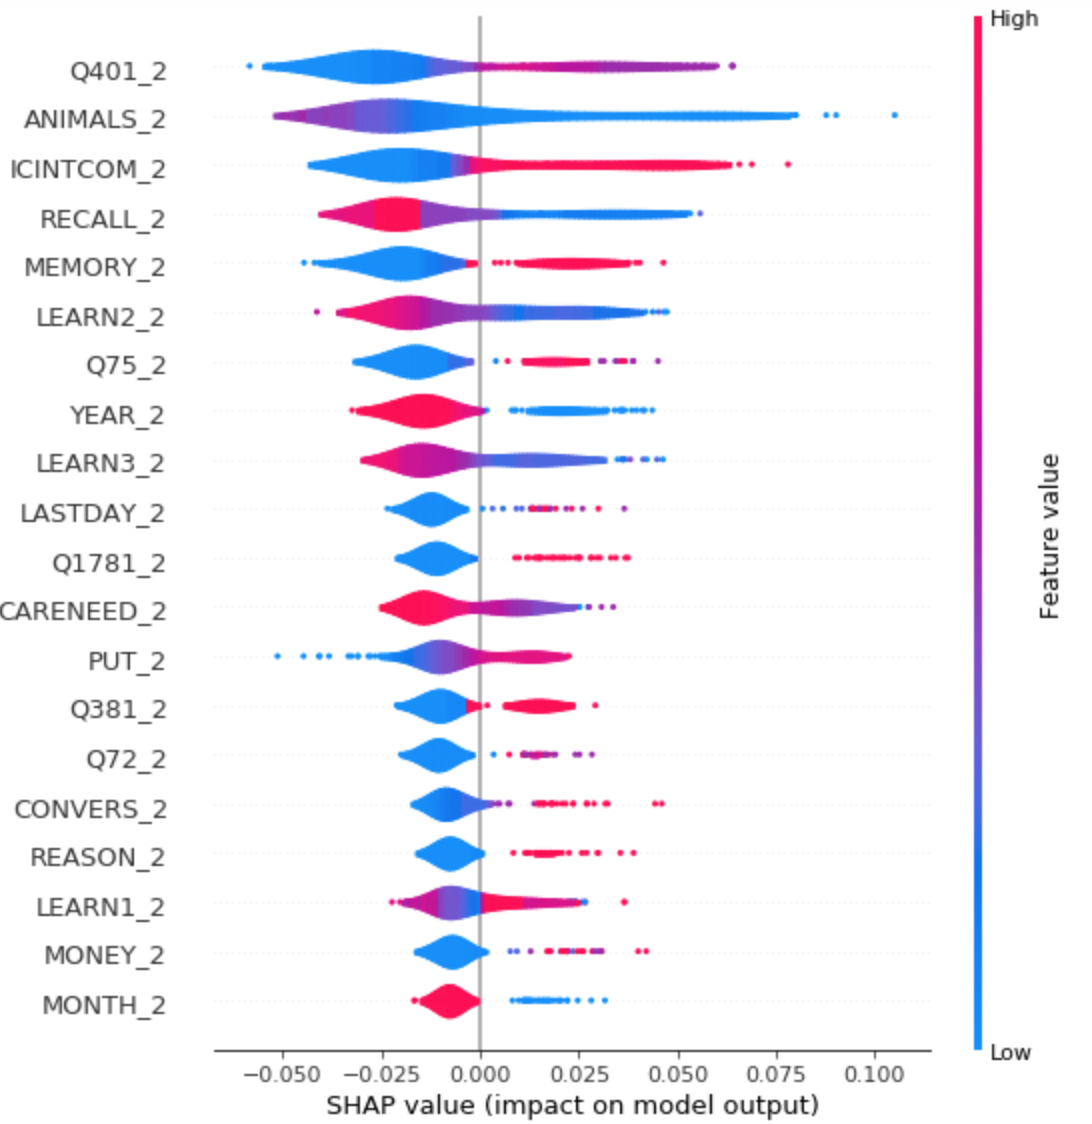 High
Q401_2
ANIMALS_2
ICINTCOM_2
RECALL_2
MEMORY_2
LEARN2_2
Q75_2
YEAR_2
LEARN3_2
LASTDAY_2
Q1781_2
CARENEED_2
PUT_2
Q381_2
Q72_2
CONVERS_2
REASON_2
LEARN1_2
MONEY_2
MONTH_2
Feature value
Low
−0.050 −0.025 0.000 0.025 0.050 0.075 0.100
SHAP value (impact on model output)